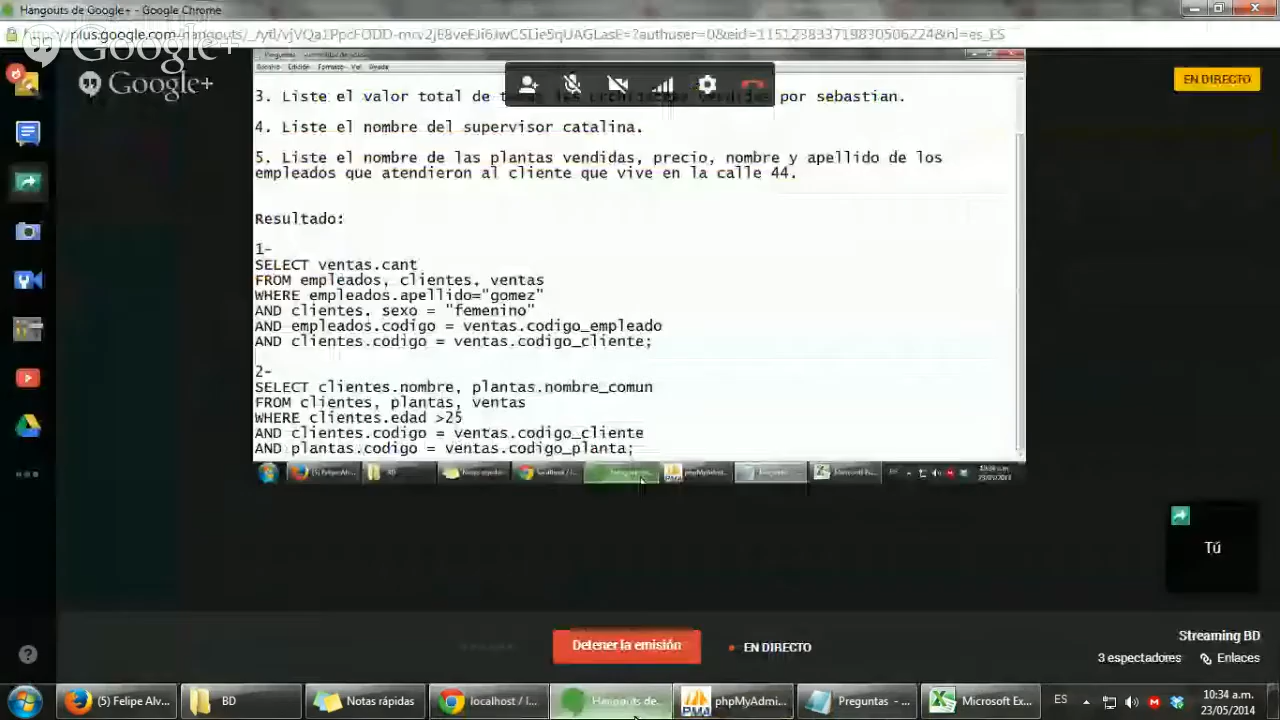 Hangouts de Google+ - Google Chrome
Google+
Google+
EN DIRECTO
3. Liste el valor total de por sebastian.
4. Liste el nombre del supervisor catalina.
5. Liste el nombre de las plantas vendidas, precio, nombre y apellido de los
empleados que atendieron al cliente que vive en la calle 44.
Resultado:
1-
SELECT ventas.cant
FROM empleados, clientes, ventas
WHERE empleados.apellido="gomez"
AND clientes. sexo = "femenino"
AND empleados.codigo = ventas.codigo_empleado
AND clientes.codigo = ventas.codigo_cliente;
2-
SELECT clientes.nombre, plantas.nombre_comun
FROM clientes, plantas, ventas
WHERE clientes.edad >25
AND clientes.codigo = ventas.codigo_cliente
AND plantas.codigo = ventas.codigo_planta;
Tú
Detener la emisión
EN DIRECTO
Streaming BD
3 espectadores
Enlaces
(5) Felipe Alv...
BD
Notas rápidas
localhost / l...
Hangouts de...
phpMyAdmi...
Preguntas - ...
Microsoft Ex...
ES
10:34 a.m.
23/05/2014